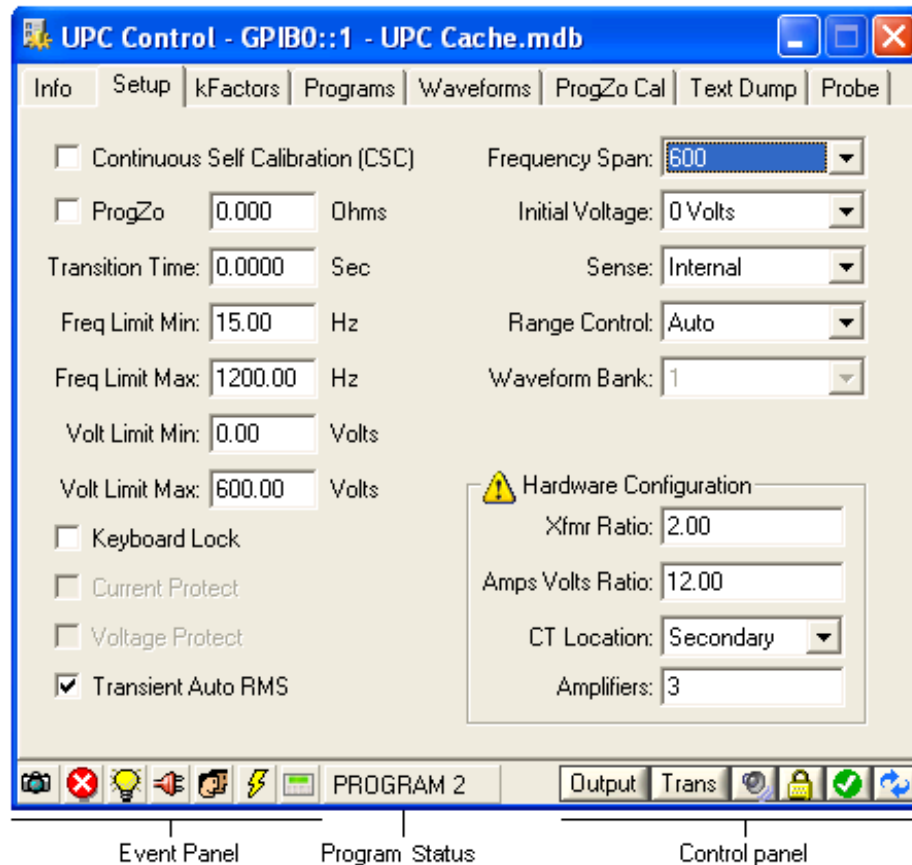 UPC Control - GPIB0::1 - UPC Cache.mdb
Info Setup kFactors Programs Waveforms ProgZo Cal Text Dump Probe
Continuous Self Calibration (CSC) Frequency Span: 600
ProgZo 0.000 Ohms Initial Voltage: 0 Volts
Transition Time: 0.0000 Sec Sense: Internal
Freq Limit Min: 15.00 Hz Range Control: Auto
Freq Limit Max: 1200.00 Hz Waveform Bank: 1
Volt Limit Min: 0.00 Volts
Volt Limit Max: 600.00 Volts Hardware Configuration
Keyboard Lock Xfmr Ratio: 2.00
Current Protect Amps Volts Ratio: 12.00
Voltage Protect CT Location: Secondary
Transient Auto RMS Amplifiers: 3
PROGRAM 2 Output Trans
Event Panel Program Status Control panel